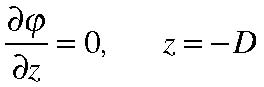 ∂φ/∂z = 0, z = −D